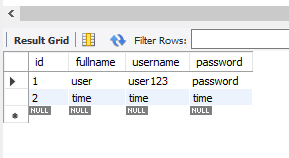 Result Grid Filter Rows:
id fullname username password
1 user user123 password
2 time time time
NULL NULL NULL NULL